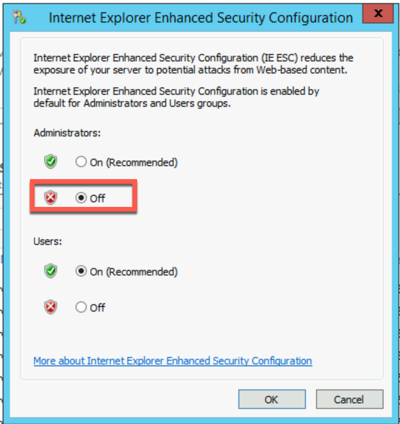 Internet Explorer Enhanced Security Configuration
x
Internet Explorer Enhanced Security Configuration (IE ESC) reduces the
exposure of your server to potential attacks from Web-based content.
Internet Explorer Enhanced Security Configuration is enabled by
default for Administrators and Users groups.
Administrators:
On (Recommended)
Off
Users:
On (Recommended)
Off
More about Internet Explorer Enhanced Security Configuration
OK Cancel